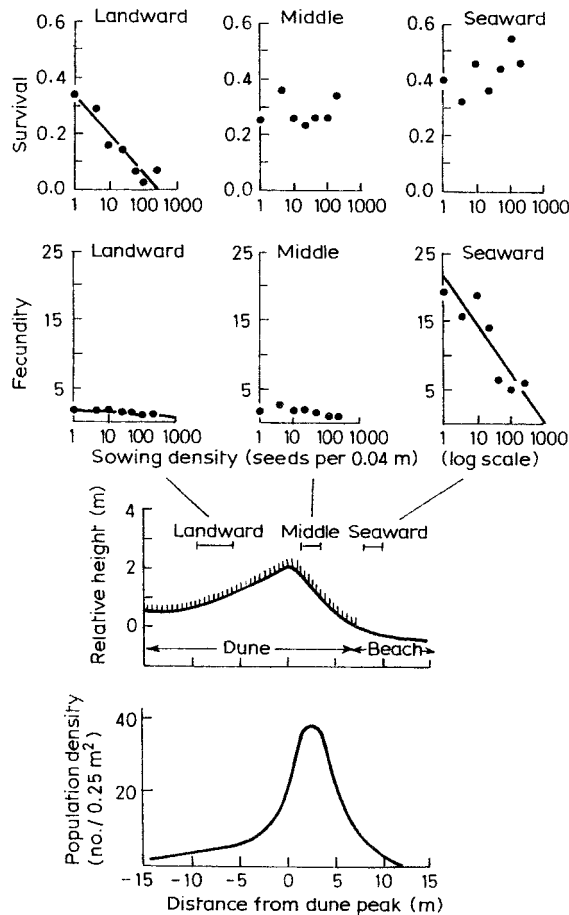 Landward Middle Seaward
Survival
0.6 0.6 0.6
0.4 0.4 0.4
0.2 0.2 0.2
0.0 0.0 0.0
1 10 100 1000 1 10 100 1000 1 10 100 1000
Landward Middle Seaward
Fecundity
25 25 25
15 15 15
5 5 5
1 10 100 1000 1 10 100 1000 1 10 100 1000
Sowing density (seeds per 0.04 m) (log scale)
Relative height (m)
4
2
0
Landward Middle Seaward
Dune Beach
Population density
(no./ 0.25 m²)
40
20
-15 -10 -5 0 5 10 15
Distance from dune peak (m)